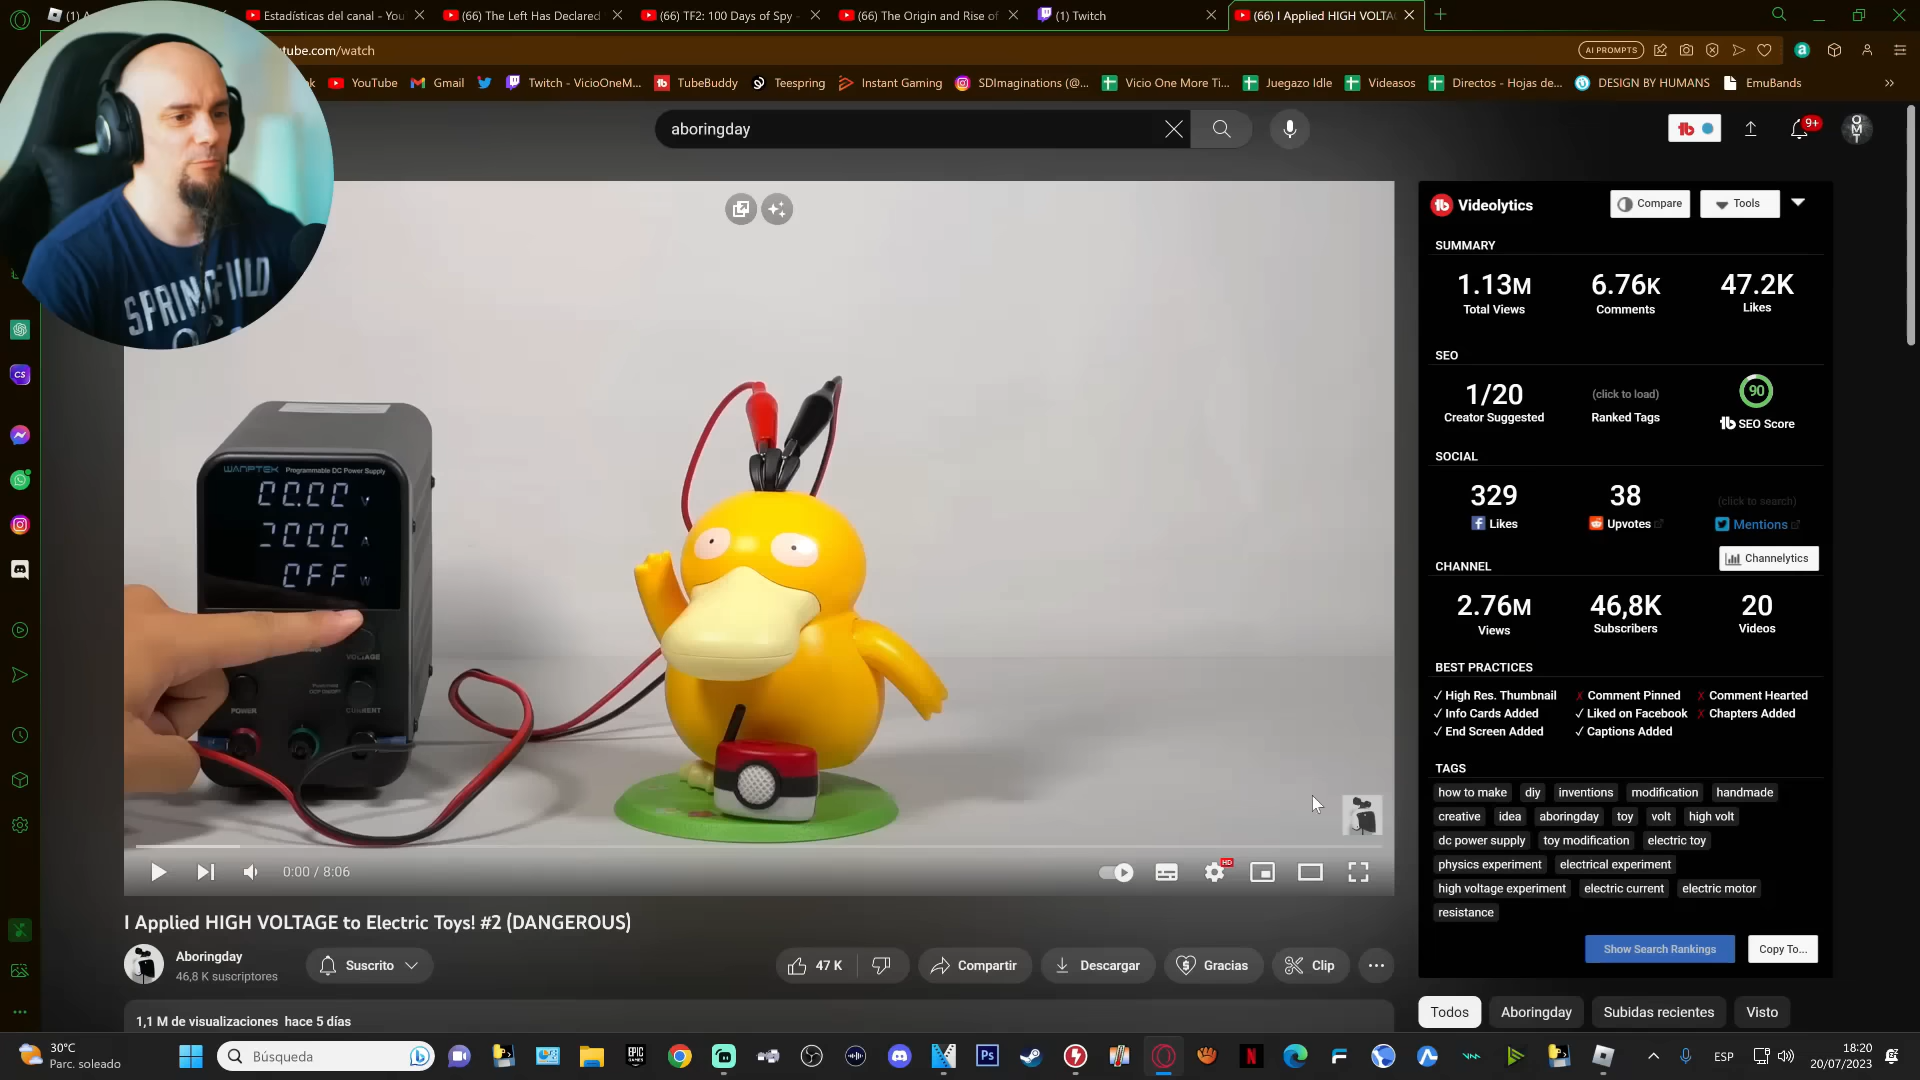 (1)
Estadísticas del canal - You
(66) The Left Has Declared
(66) TF2: 100 Days of Spy -
(66) The Origin and Rise of
(1) Twitch
(66) I Applied HIGH VOLTA
tube.com/watch
AI PROMPTS
YouTube
Gmail
Twitch - VicioOneM...
TubeBuddy
Teespring
Instant Gaming
SDImaginations (@...
Vicio One More Ti...
Juegazo Idle
Videasos
Directos - Hojas de...
DESIGN BY HUMANS
EmuBands
aboringday
9+
OMT
SPRINGFIELD
WANPTEK Programmable DC Power Supply
OFF W
VOLTAGE
POWER
CURRENT
0:00 / 8:06
HD
I Applied HIGH VOLTAGE to Electric Toys! #2 (DANGEROUS)
Aboringday
46,8 K suscriptores
Suscrito
47 K
Compartir
Descargar
Gracias
Clip
1,1 M de visualizaciones hace 5 días
Videolytics
Compare
Tools
SUMMARY
1.13M 6.76K 47.2K
Total Views Comments Likes
SEO
1/20 (click to load) 90
Creator Suggested Ranked Tags SEO Score
SOCIAL
329 38 (click to search)
Likes Upvotes Mentions
Channelytics
CHANNEL
2.76M 46,8K 20
Views Subscribers Videos
BEST PRACTICES
✓ High Res. Thumbnail ✗ Comment Pinned ✗ Comment Hearted
✓ Info Cards Added ✓ Liked on Facebook ✗ Chapters Added
✓ End Screen Added ✓ Captions Added
TAGS
how to make diy inventions modification handmade
creative idea aboringday toy volt high volt
dc power supply toy modification electric toy
physics experiment electrical experiment
high voltage experiment electric current electric motor
resistance
Show Search Rankings
Copy To...
Todos
Aboringday
Subidas recientes
Visto
30°C
Parc. soleado
Búsqueda
ESP
18:20
20/07/2023